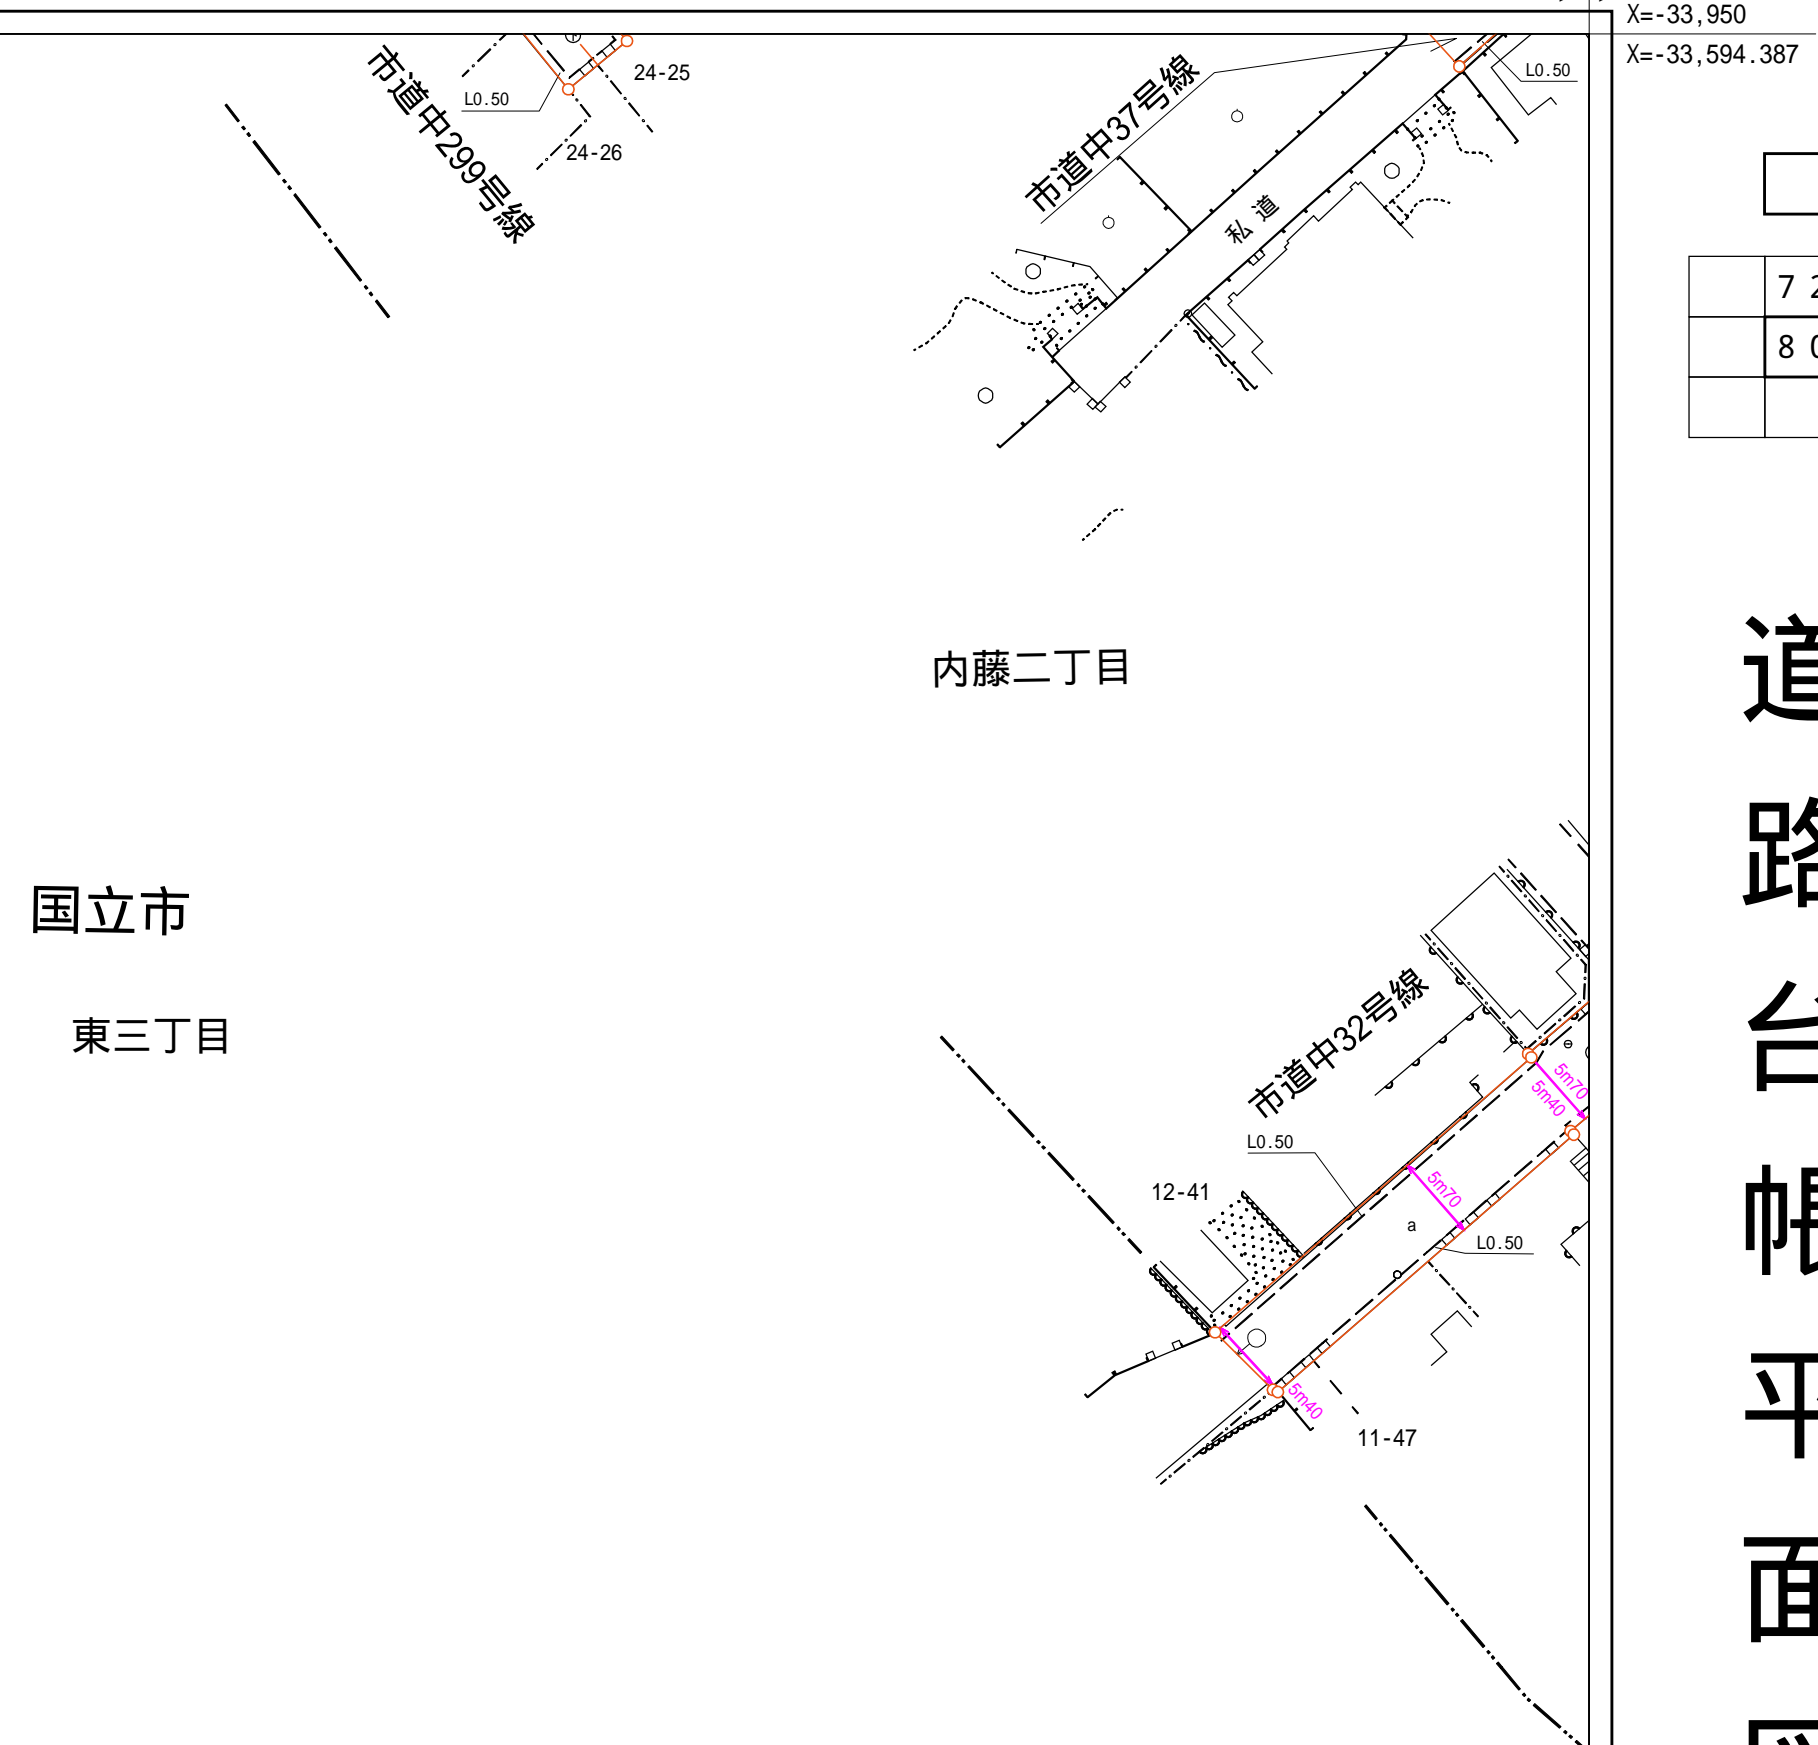 X=-33,950
X=-33,594.387
市道中299号線
L0.50
24-25
24-26
市道中37号線
私道
L0.50
7
8
内藤二丁目
国立市
東三丁目
市道中32号線
L0.50
12-41
5m70
5m40
5m70
a
L0.50
5m40
11-47
道
路
台
帳
平
面